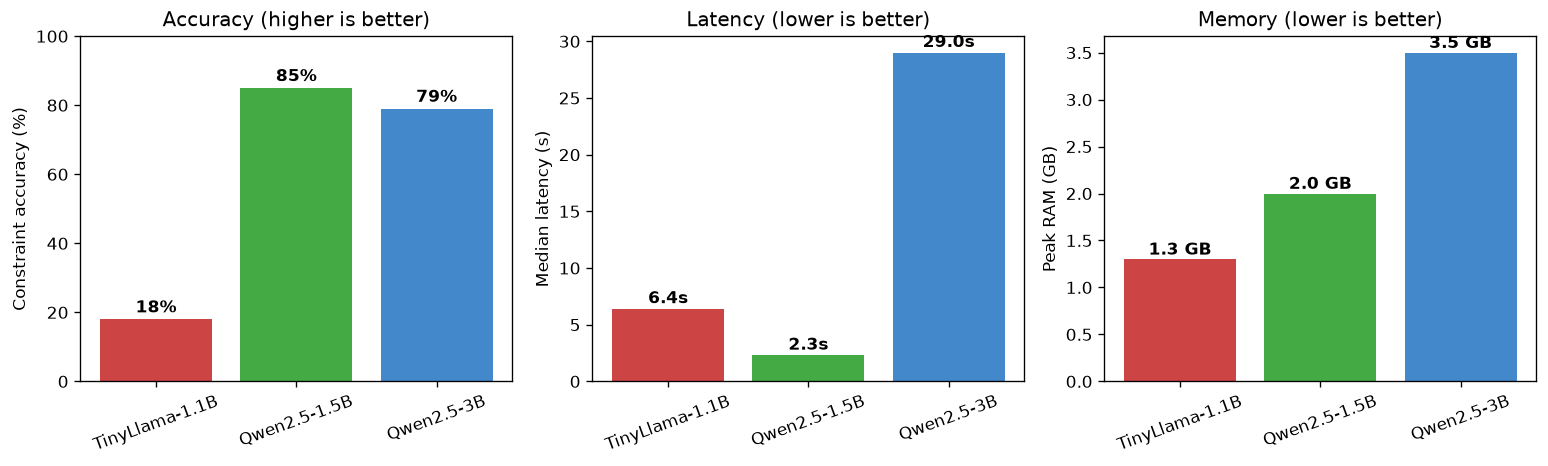 Accuracy (higher is better)
Constraint accuracy (%)
100
80
60
40
20
0
18%
85%
79%
TinyLlama-1.1B
Qwen2.5-1.5B
Qwen2.5-3B
Latency (lower is better)
Median latency (s)
30
25
20
15
10
5
0
6.4s
2.3s
29.0s
TinyLlama-1.1B
Qwen2.5-1.5B
Qwen2.5-3B
Memory (lower is better)
Peak RAM (GB)
3.5
3.0
2.5
2.0
1.5
1.0
0.5
0.0
1.3 GB
2.0 GB
3.5 GB
TinyLlama-1.1B
Qwen2.5-1.5B
Qwen2.5-3B